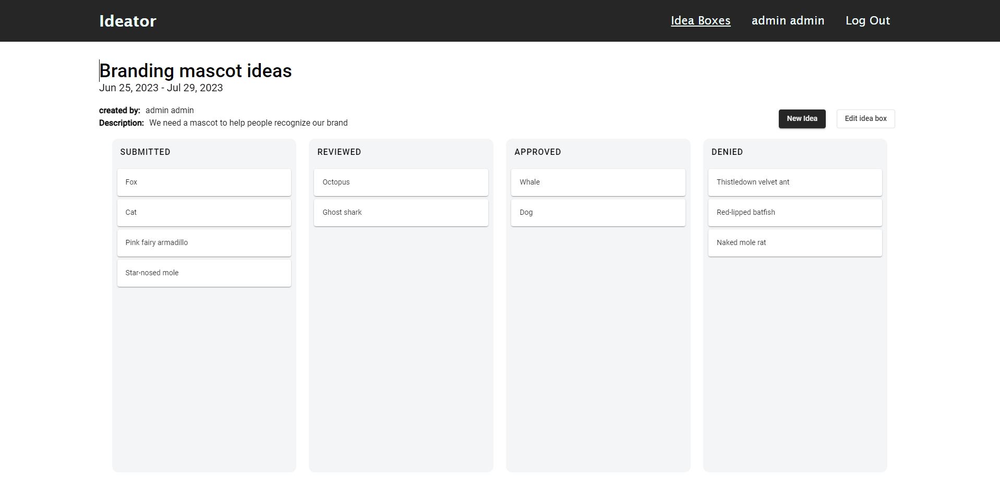 Ideator
Idea Boxes admin admin Log Out
Branding mascot ideas
Jun 25, 2023 - Jul 29, 2023
created by: admin admin
Description: We need a mascot to help people recognize our brand
New Idea
Edit idea box
SUBMITTED
Fox
Cat
Pink fairy armadillo
Star-nosed mole
REVIEWED
Octopus
Ghost shark
APPROVED
Whale
Dog
DENIED
Thistledown velvet ant
Red-lipped batfish
Naked mole rat